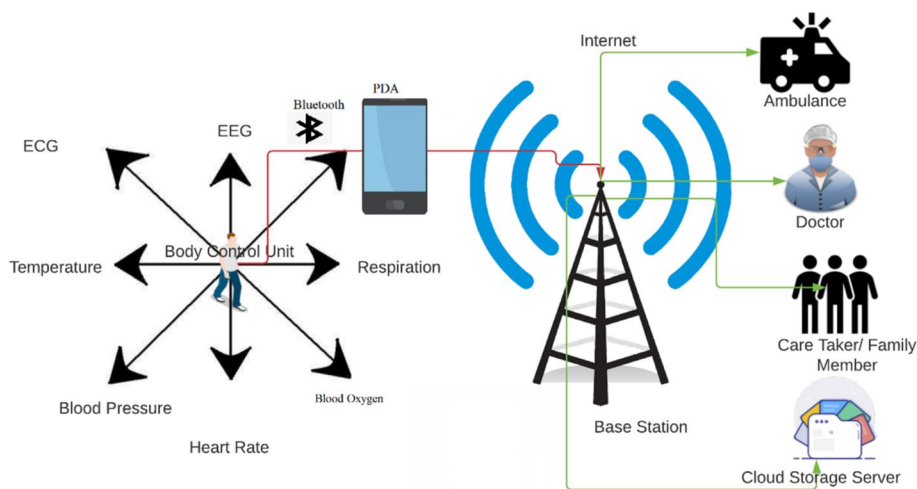 Internet
Ambulance
PDA
Bluetooth
ECG
EEG
Doctor
Body Control Unit
Temperature
Respiration
Care Taker/ Family
Member
Blood Pressure
Blood Oxygen
Heart Rate
Base Station
Cloud Storage Server